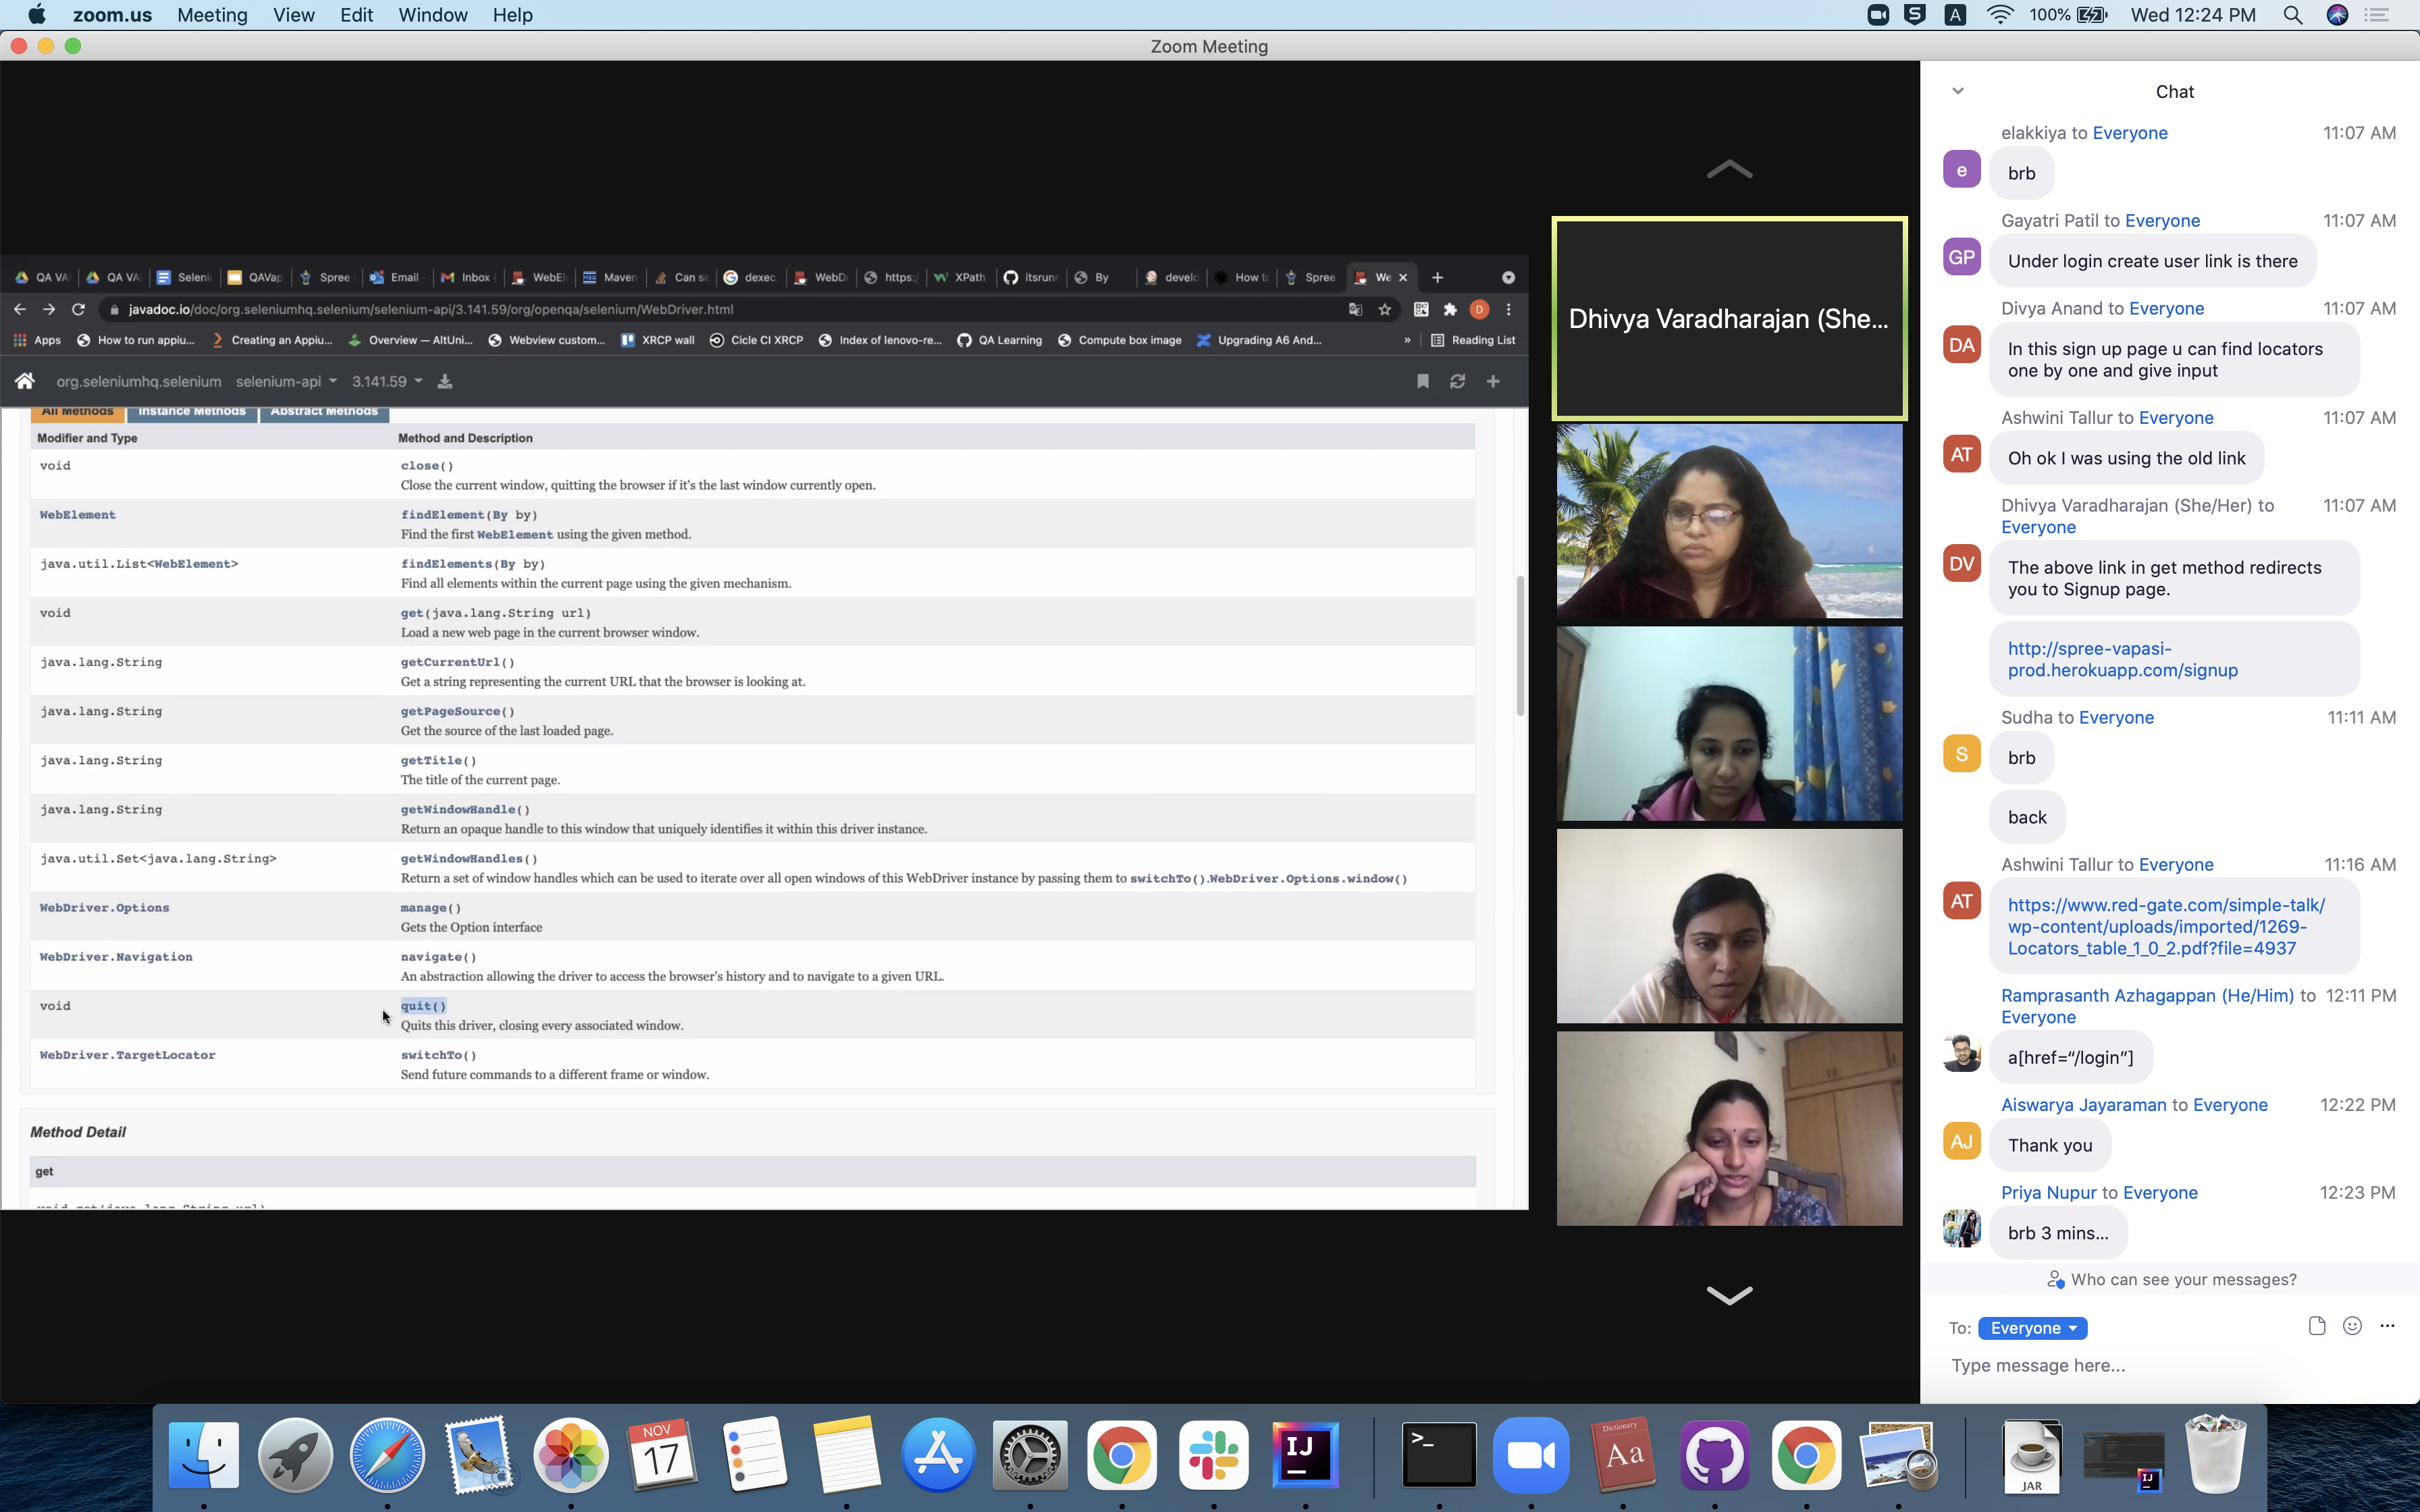 zoom.us Meeting View Edit Window Help
100% Wed 12:24 PM
Zoom Meeting
QA VA QA VA Seleni QAVap Spree Email Inbox WebEl Maven Can se dexec WebD https:/ XPath itsrunn By develo How to Spree We
javadoc.io/doc/org.seleniumhq.selenium/selenium-api/3.141.59/org/openqa/selenium/WebDriver.html
D
Apps How to run appiu... Creating an Appiu... Overview — AltUni... Webview custom... XRCP wall Cicle CI XRCP Index of lenovo-re... QA Learning Compute box image Upgrading A6 And... » Reading List
org.seleniumhq.selenium selenium-api 3.141.59
All Methods Instance Methods Abstract Methods
Modifier and Type Method and Description
void close()
Close the current window, quitting the browser if it's the last window currently open.
WebElement findElement(By by)
Find the first WebElement using the given method.
java.util.List<WebElement> findElements(By by)
Find all elements within the current page using the given mechanism.
void get(java.lang.String url)
Load a new web page in the current browser window.
java.lang.String getCurrentUrl()
Get a string representing the current URL that the browser is looking at.
java.lang.String getPageSource()
Get the source of the last loaded page.
java.lang.String getTitle()
The title of the current page.
java.lang.String getWindowHandle()
Return an opaque handle to this window that uniquely identifies it within this driver instance.
java.util.Set<java.lang.String> getWindowHandles()
Return a set of window handles which can be used to iterate over all open windows of this WebDriver instance by passing them to switchTo().WebDriver.Options.window()
WebDriver.Options manage()
Gets the Option interface
WebDriver.Navigation navigate()
An abstraction allowing the driver to access the browser's history and to navigate to a given URL.
void quit()
Quits this driver, closing every associated window.
WebDriver.TargetLocator switchTo()
Send future commands to a different frame or window.
Method Detail
get
void get(java.lang.String url)
Dhivya Varadharajan (She...
Chat
elakkiya to Everyone 11:07 AM
e
brb
Gayatri Patil to Everyone 11:07 AM
GP
Under login create user link is there
Divya Anand to Everyone 11:07 AM
DA
In this sign up page u can find locators
one by one and give input
Ashwini Tallur to Everyone 11:07 AM
AT
Oh ok I was using the old link
Dhivya Varadharajan (She/Her) to 11:07 AM
Everyone
DV
The above link in get method redirects
you to Signup page.
http://spree-vapasi-
prod.herokuapp.com/signup
Sudha to Everyone 11:11 AM
S
brb
back
Ashwini Tallur to Everyone 11:16 AM
AT
https://www.red-gate.com/simple-talk/
wp-content/uploads/imported/1269-
Locators_table_1_0_2.pdf?file=4937
Ramprasanth Azhagappan (He/Him) to 12:11 PM
Everyone
a[href=“/login”]
Aiswarya Jayaraman to Everyone 12:22 PM
AJ
Thank you
Priya Nupur to Everyone 12:23 PM
brb 3 mins...
Who can see your messages?
To: Everyone
Type message here...
NOV
17
IJ
>_
Dictionary
Aa
JAR
IJ